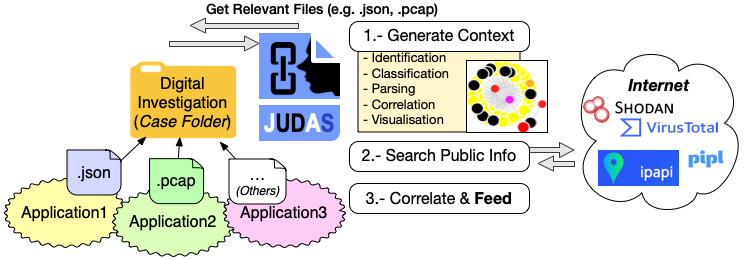 Get Relevant Files (e.g. .json, .pcap)
Digital
Investigation
(Case Folder)
JUDAS
.json
.pcap
...
(Others)
Application1
Application2
Application3
1.- Generate Context
- Identification
- Classification
- Parsing
- Correlation
- Visualisation
2.- Search Public Info
3.- Correlate & Feed
Internet
SHODAN
VirusTotal
ipapi
pipl